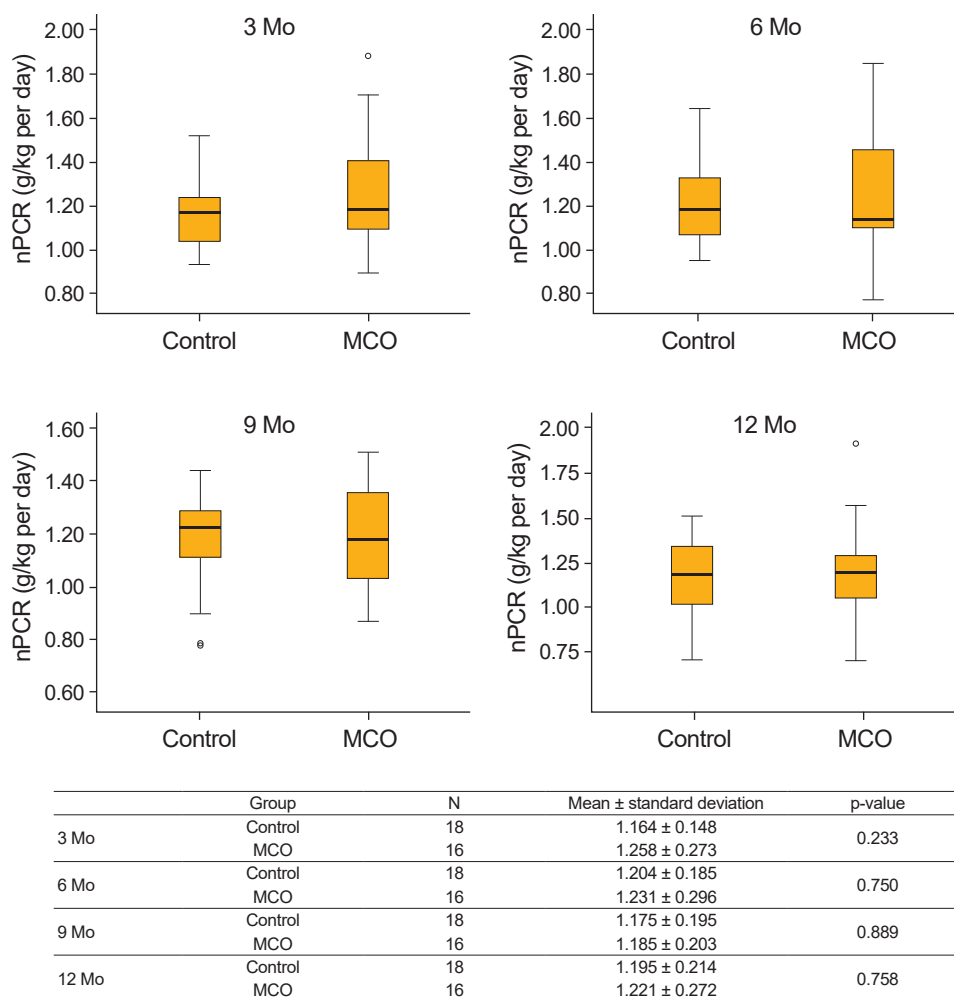 3 Mo
nPCR (g/kg per day)
2.00
1.80
1.60
1.40
1.20
1.00
0.80
Control MCO
6 Mo
nPCR (g/kg per day)
2.00
1.80
1.60
1.40
1.20
1.00
0.80
Control MCO
9 Mo
nPCR (g/kg per day)
1.60
1.40
1.20
1.00
0.80
0.60
Control MCO
12 Mo
nPCR (g/kg per day)
2.00
1.75
1.50
1.25
1.00
0.75
Control MCO
Group N Mean ± standard deviation p-value
3 Mo Control 18 1.164 ± 0.148 0.233
MCO 16 1.258 ± 0.273
6 Mo Control 18 1.204 ± 0.185 0.750
MCO 16 1.231 ± 0.296
9 Mo Control 18 1.175 ± 0.195 0.889
MCO 16 1.185 ± 0.203
12 Mo Control 18 1.195 ± 0.214 0.758
MCO 16 1.221 ± 0.272